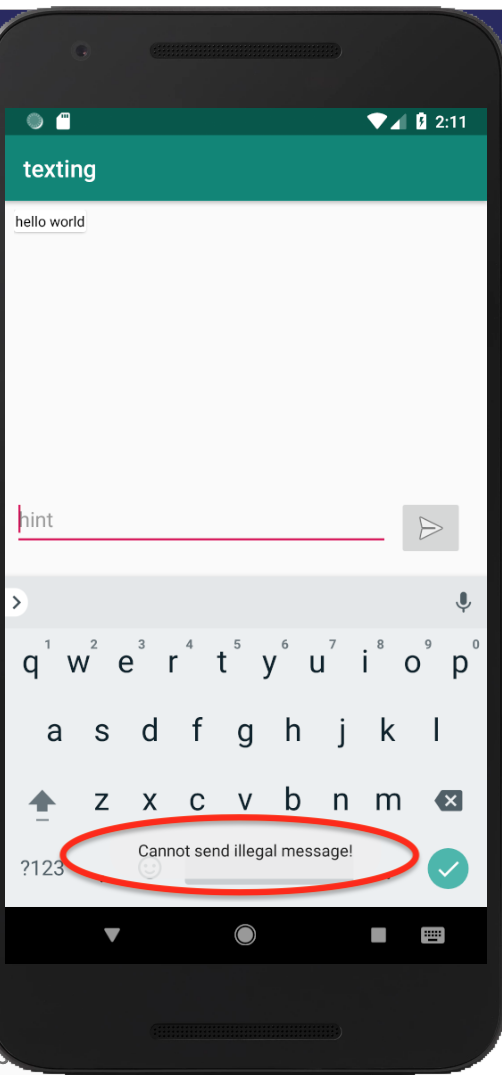 2:11
texting
hello world
hint
1 2 3 4 5 6 7 8 9 0
q w e r t y u i o p
a s d f g h j k l
z x c v b n m
Cannot send illegal message!
?123